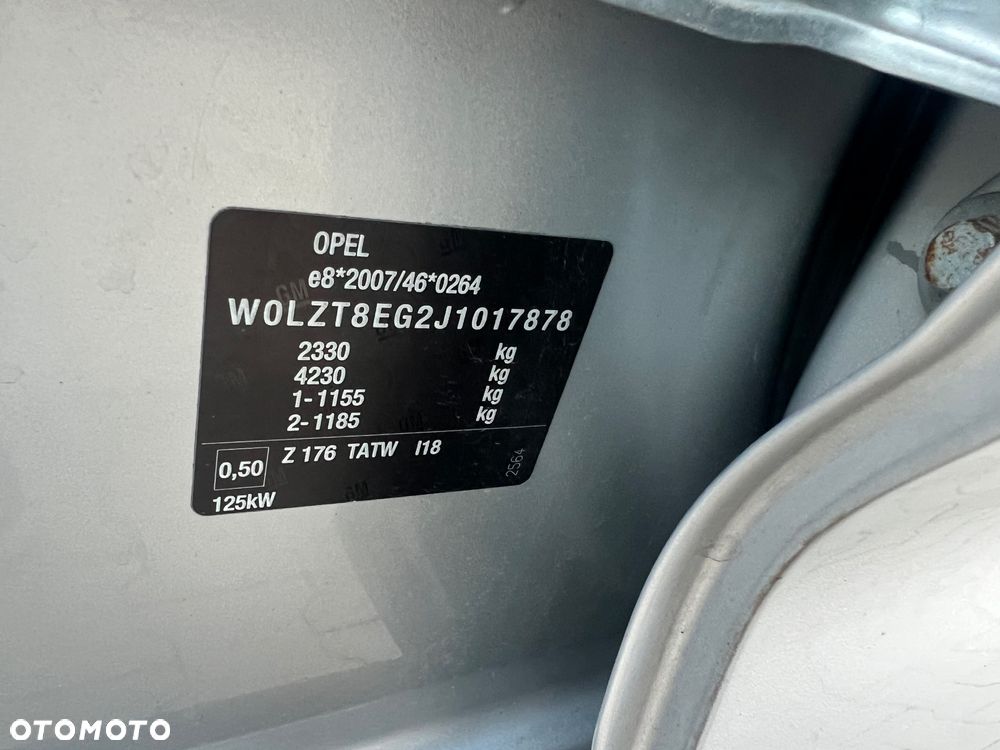 OPEL
e8*2007/46*0264
W0LZT8EG2J1017878
2330 kg
4230 kg
1-1155 kg
2-1185 kg
0,50 Z 176 TATW I18
125kW
2564
OTOMOTO